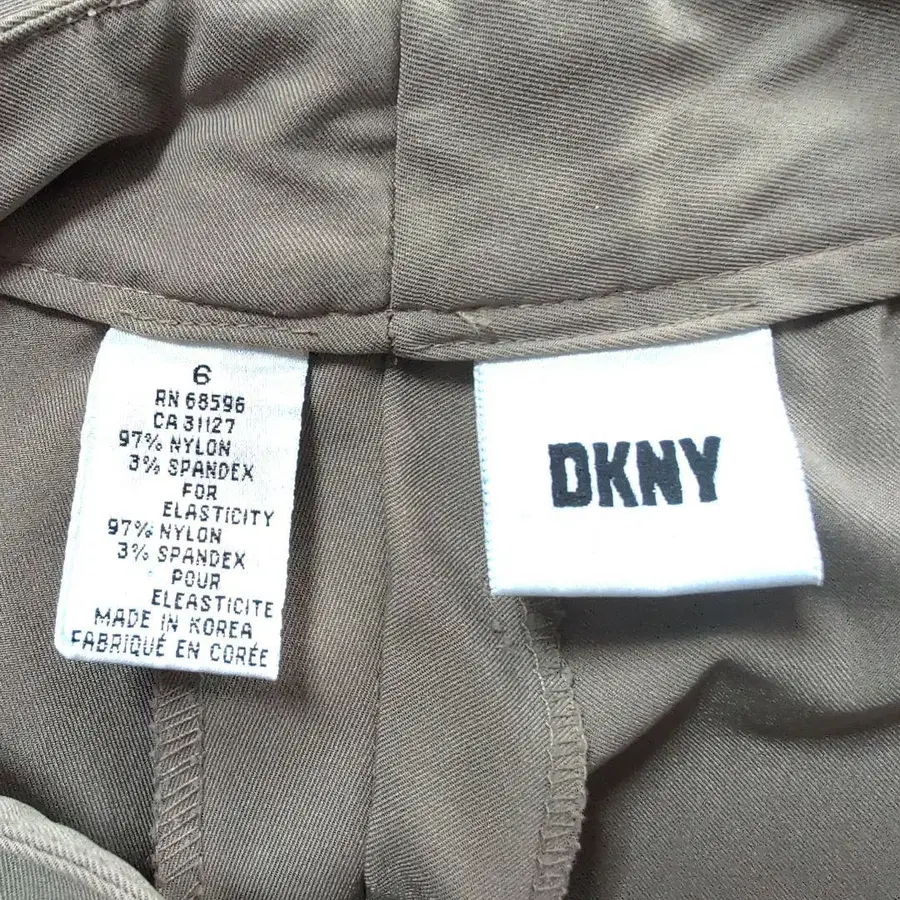 6
RN 68596
CA 31127
97% NYLON
3% SPANDEX
FOR
ELASTICITY
97% NYLON
3% SPANDEX
POUR
ELEASTICITE
MADE IN KOREA
FABRIQUÉ EN CORÉE
DKNY